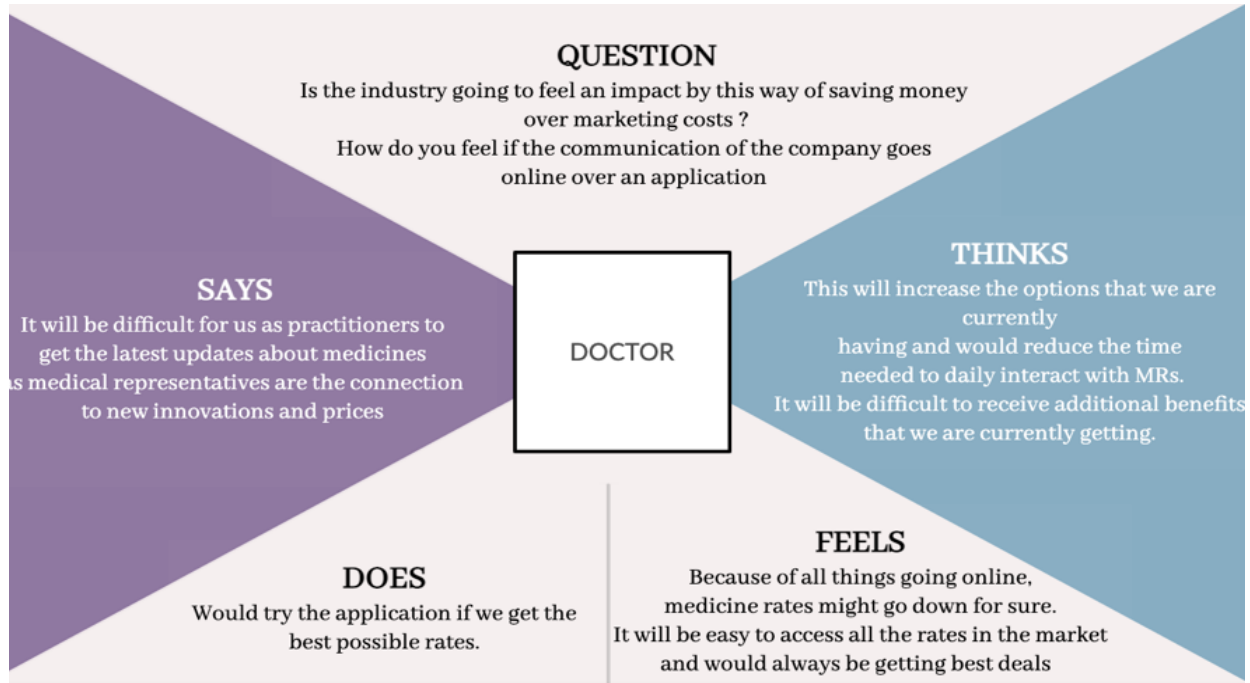 QUESTION
Is the industry going to feel an impact by this way of saving money
over marketing costs ?
How do you feel if the communication of the company goes
online over an application
SAYS
It will be difficult for us as practitioners to
get the latest updates about medicines
as medical representatives are the connection
to new innovations and prices
DOCTOR
THINKS
This will increase the options that we are
currently
having and would reduce the time
needed to daily interact with MRs.
It will be difficult to receive additional benefits
that we are currently getting.
DOES
Would try the application if we get the
best possible rates.
FEELS
Because of all things going online,
medicine rates might go down for sure.
It will be easy to access all the rates in the market
and would always be getting best deals